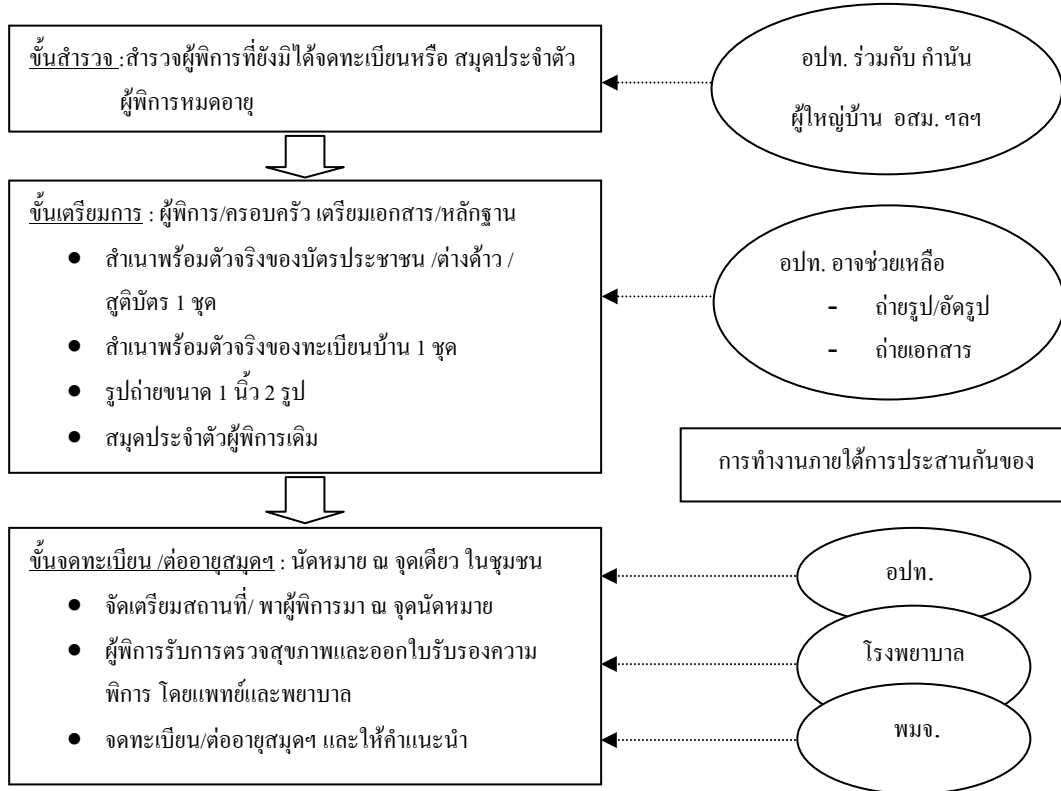 ขั้นสำรวจ : สำรวจผู้พิการที่ยังมิได้จดทะเบียนหรือ สมุดประจำตัว
ผู้พิการหมดอายุ
อปท. ร่วมกับ กำนัน
ผู้ใหญ่บ้าน อสม. ฯลฯ
ขั้นเตรียมการ : ผู้พิการ/ครอบครัว เตรียมเอกสาร/หลักฐาน
● สำเนาพร้อมตัวจริงของบัตรประชาชน /ต่างด้าว /
สูติบัตร 1 ชุด
● สำเนาพร้อมตัวจริงของทะเบียนบ้าน 1 ชุด
● รูปถ่ายขนาด 1 นิ้ว 2 รูป
● สมุดประจำตัวผู้พิการเดิม
อปท. อาจช่วยเหลือ
- ถ่ายรูป/อัดรูป
- ถ่ายเอกสาร
การทำงานภายใต้การประสานกันของ
ขั้นจดทะเบียน /ต่ออายุสมุดฯ : นัดหมาย ณ จุดเดียว ในชุมชน
● จัดเตรียมสถานที่/ พาผู้พิการมา ณ จุดนัดหมาย
● ผู้พิการรับการตรวจสุขภาพและออกใบรับรองความ
พิการ โดยแพทย์และพยาบาล
● จดทะเบียน/ต่ออายุสมุดฯ และให้คำแนะนำ
อปท.
โรงพยาบาล
พมจ.